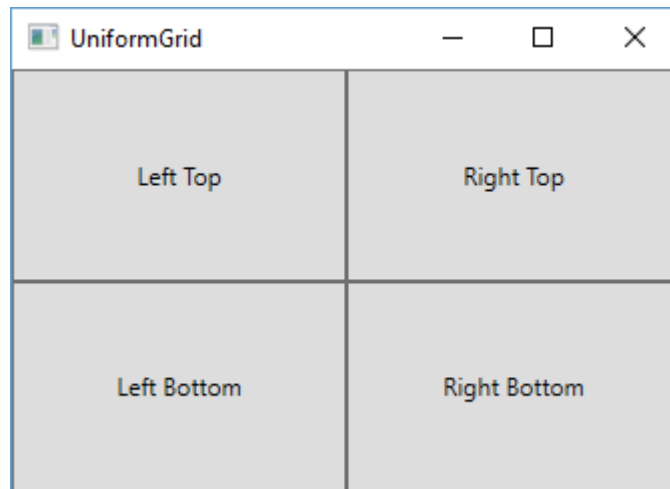 UniformGrid
Left Top
Right Top
Left Bottom
Right Bottom